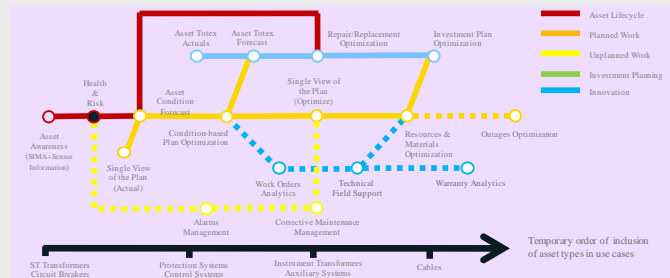 Asset Lifecycle
Planned Work
Unplanned Work
Investment Planning
Innovation
Asset Totex
Actuals
Asset Totex
Forecast
Repair/Replacement
Optimization
Investment Plan
Optimization
Health
&
Risk
Asset
Condition
Forecast
Single View of
the Plan
(Optimize)
Asset
Awareness
(SIMA+Sensor
Information)
Single View
of the Plan
(Actual)
Condition-based
Plan Optimization
Resources &
Materials
Optimization
Outages Optimization
Work Orders
Analytics
Technical
Field Support
Warranty Analytics
Alarms
Management
Corrective Maintenance
Management
Temporary order of inclusion
of asset types in use cases
ST Transformers
Circuit Breakers
Protection Systems
Control Systems
Instrument Transformers
Auxiliary Systems
Cables